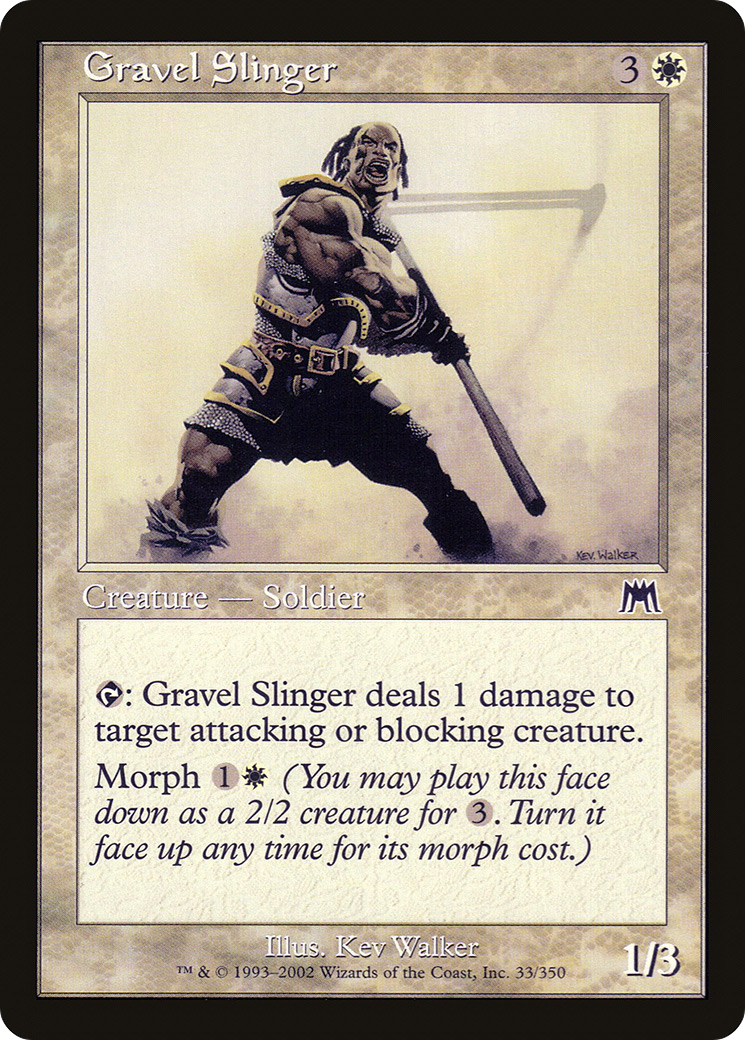 Gravel Slinger 3
KEV. WALKER
Creature — Soldier
: Gravel Slinger deals 1 damage to
target attacking or blocking creature.
Morph 1 (You may play this face
down as a 2/2 creature for 3. Turn it
face up any time for its morph cost.)
Illus. Kev Walker
™ & © 1993–2002 Wizards of the Coast, Inc. 33/350
1/3